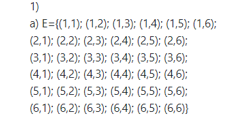 1)
a) E={(1,1); (1,2); (1,3); (1,4); (1,5); (1,6);
(2,1); (2,2); (2,3); (2,4); (2,5); (2,6);
(3,1); (3,2); (3,3); (3,4); (3,5); (3,6);
(4,1); (4,2); (4,3); (4,4); (4,5); (4,6);
(5,1); (5,2); (5,3); (5,4); (5,5); (5,6);
(6,1); (6,2); (6,3); (6,4); (6,5); (6,6)}